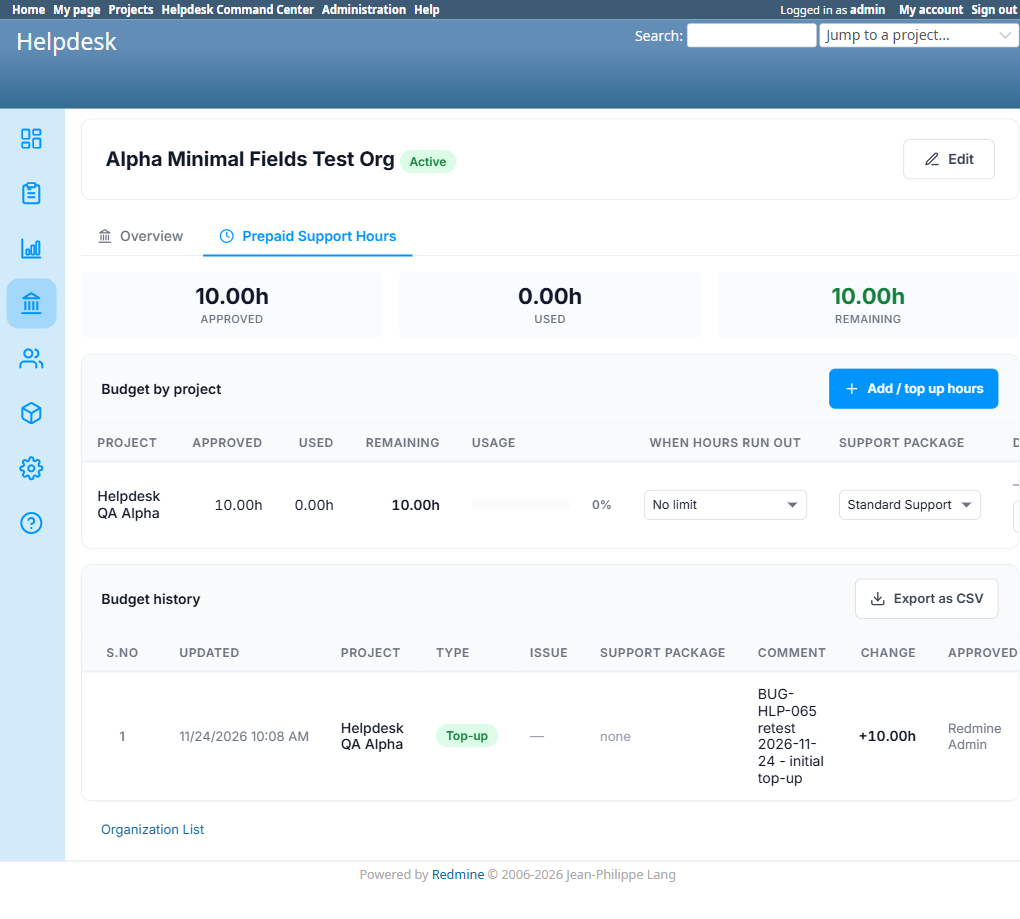 Home My page Projects Helpdesk Command Center Administration Help Logged in as admin My account Sign out
Helpdesk
Search: Jump to a project...
Alpha Minimal Fields Test Org Active
Edit
Overview Prepaid Support Hours
10.00h 0.00h 10.00h
APPROVED USED REMAINING
Budget by project
Add / top up hours
PROJECT APPROVED USED REMAINING USAGE WHEN HOURS RUN OUT SUPPORT PACKAGE
Helpdesk
QA Alpha 10.00h 0.00h 10.00h 0% No limit Standard Support
Budget history
Export as CSV
S.NO UPDATED PROJECT TYPE ISSUE SUPPORT PACKAGE COMMENT CHANGE APPROVED
1 11/24/2026 10:08 AM Helpdesk
QA Alpha Top-up — none BUG-
HLP-065
retest
2026-11-
24 - initial
top-up +10.00h Redmine
Admin
Organization List
Powered by Redmine © 2006-2026 Jean-Philippe Lang